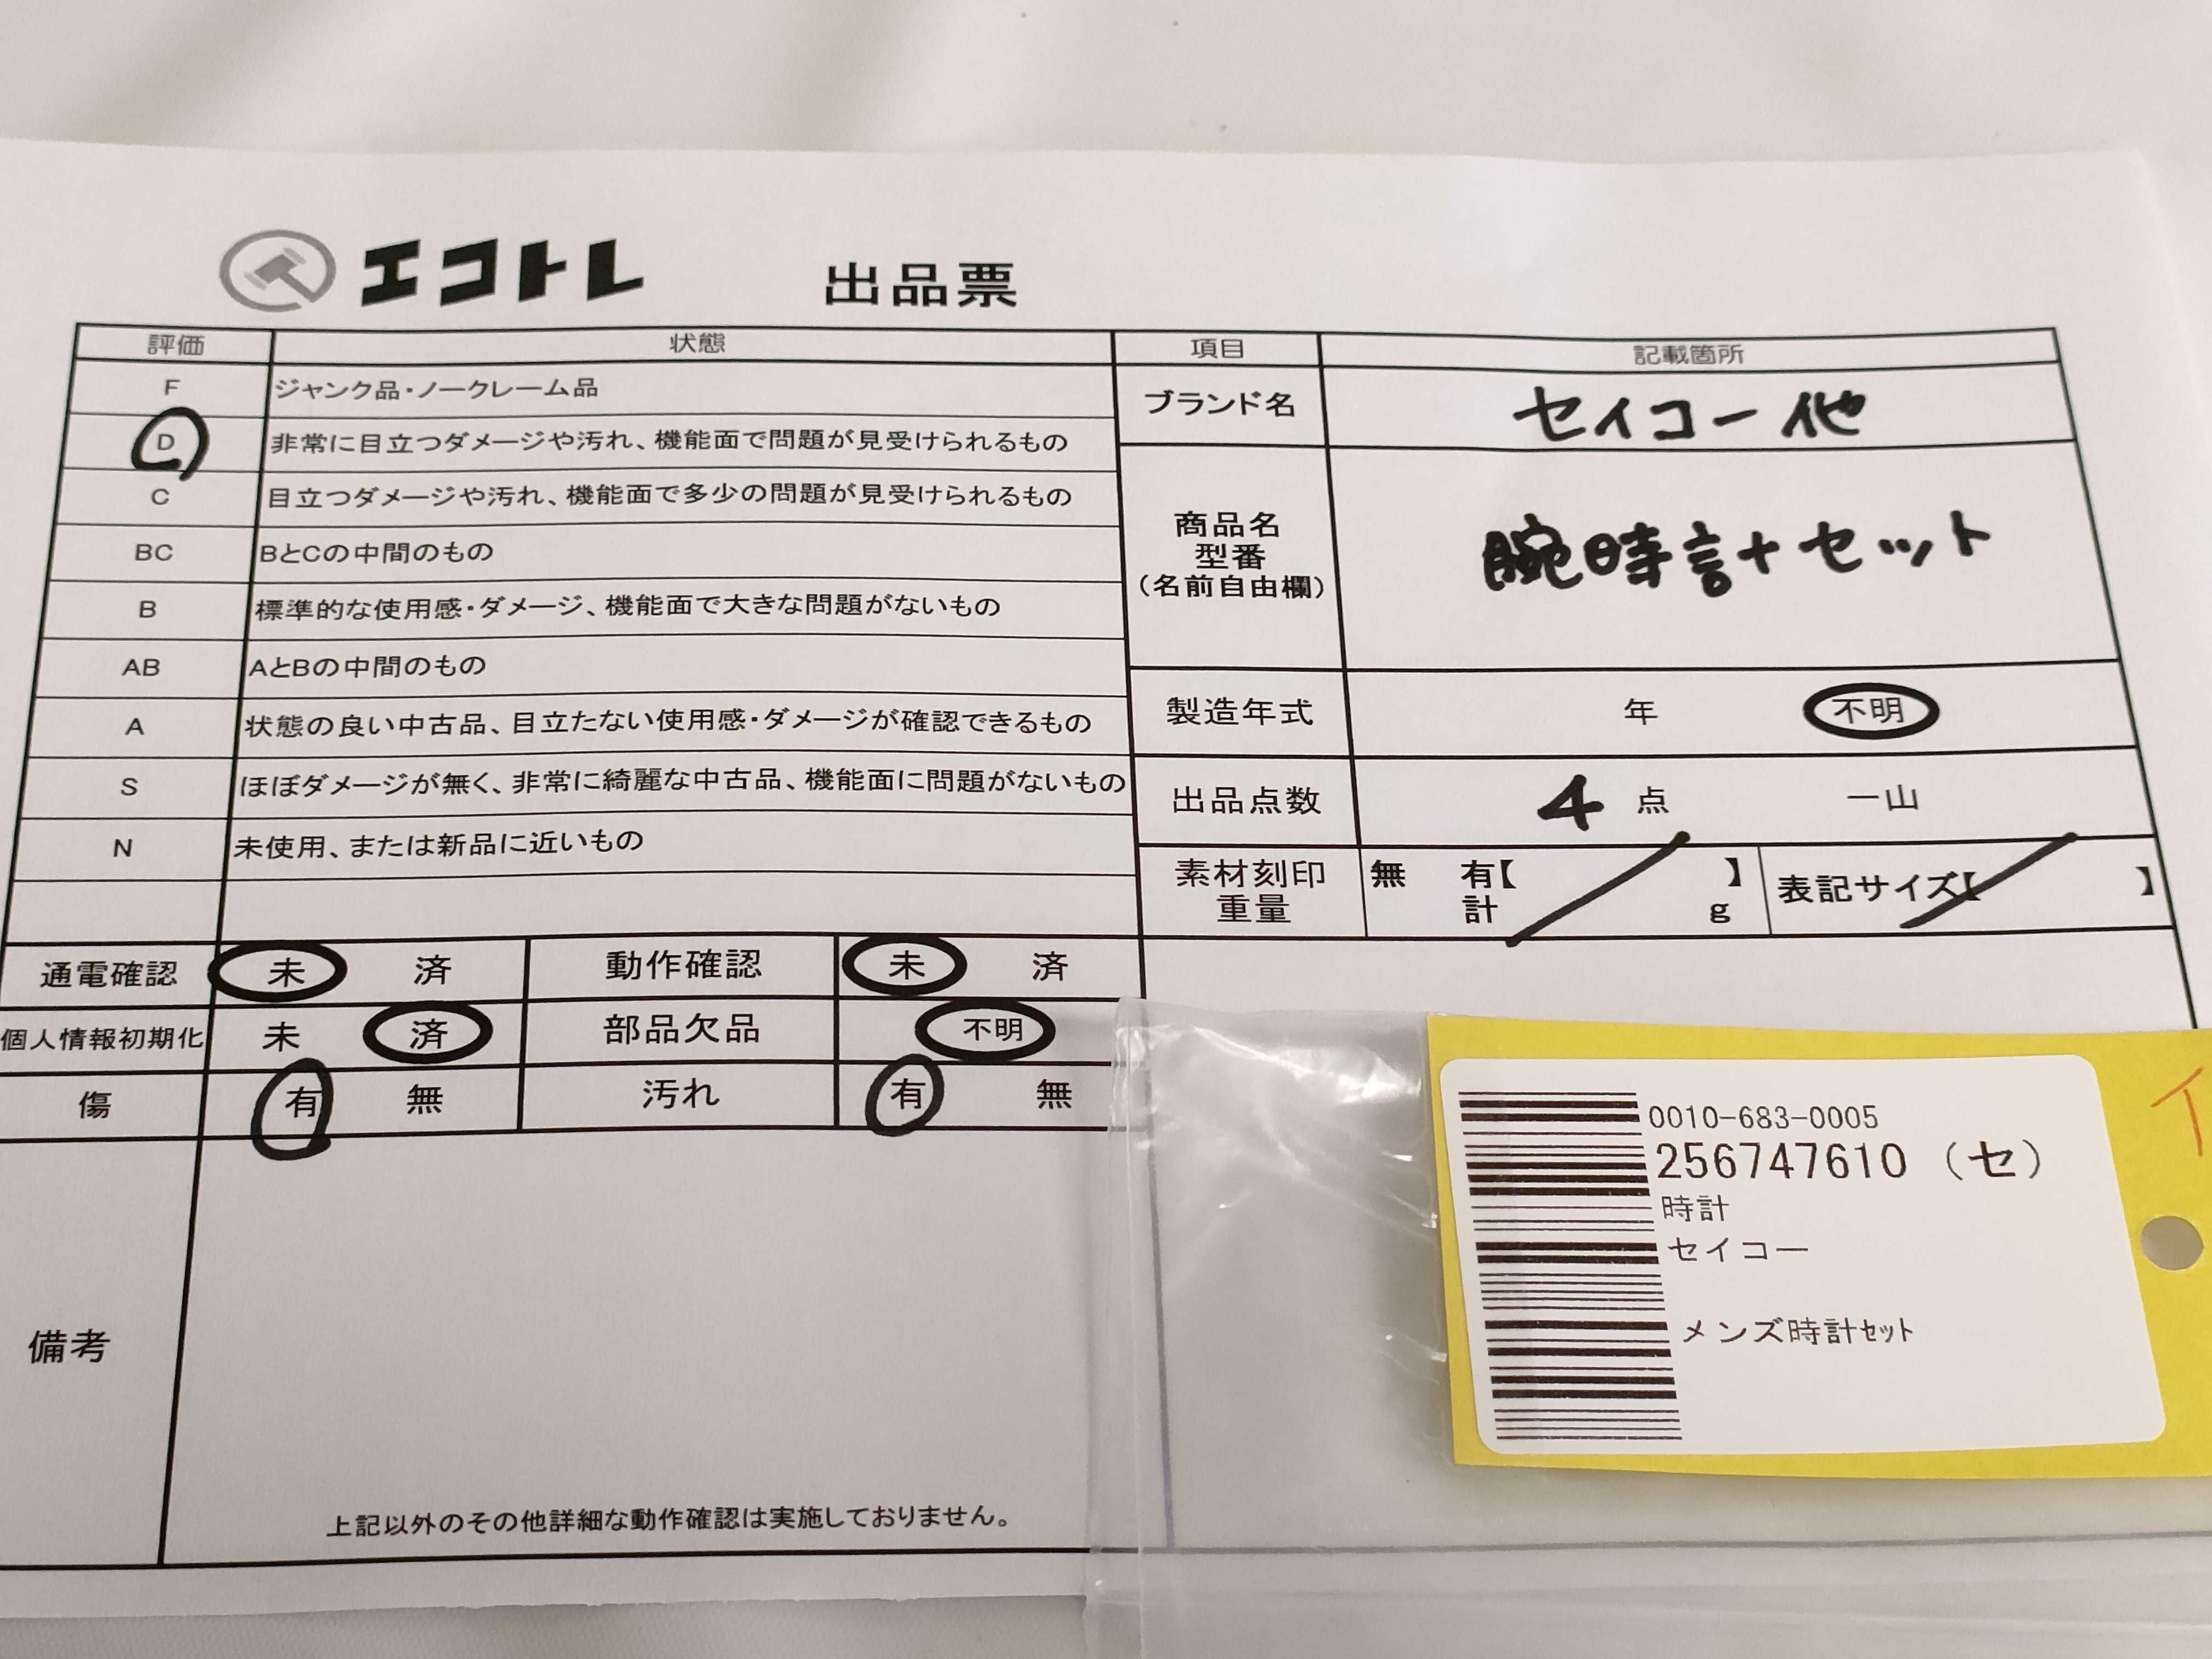 エコトレ 出品票
評価 状態 項目 記載箇所
F ジャンク品・ノークレーム品
D 非常に目立つダメージや汚れ、機能面で問題が見受けられるもの
C 目立つダメージや汚れ、機能面で多少の問題が見受けられるもの
BC BとCの中間のもの
B 標準的な使用感・ダメージ、機能面で大きな問題がないもの
AB AとBの中間のもの
A 状態の良い中古品、目立たない使用感・ダメージが確認できるもの
S ほぼダメージが無く、非常に綺麗な中古品、機能面に問題がないもの
N 未使用、または新品に近いもの
ブランド名 セイコー 他
商品名
型番
(名前自由欄)
腕時計+セット
製造年式 年 不明
出品点数 4 点 一山
素材刻印 無 有【 】 表記サイズ【 】
重量 計 g
通電確認 未 済 動作確認 未 済
個人情報初期化 未 済 部品欠品 不明
傷 有 無 汚れ 有 無
備考
上記以外のその他詳細な動作確認は実施しておりません。
0010-683-0005
256747610 (セ)
時計
セイコー
メンズ時計ｾｯﾄ
イ